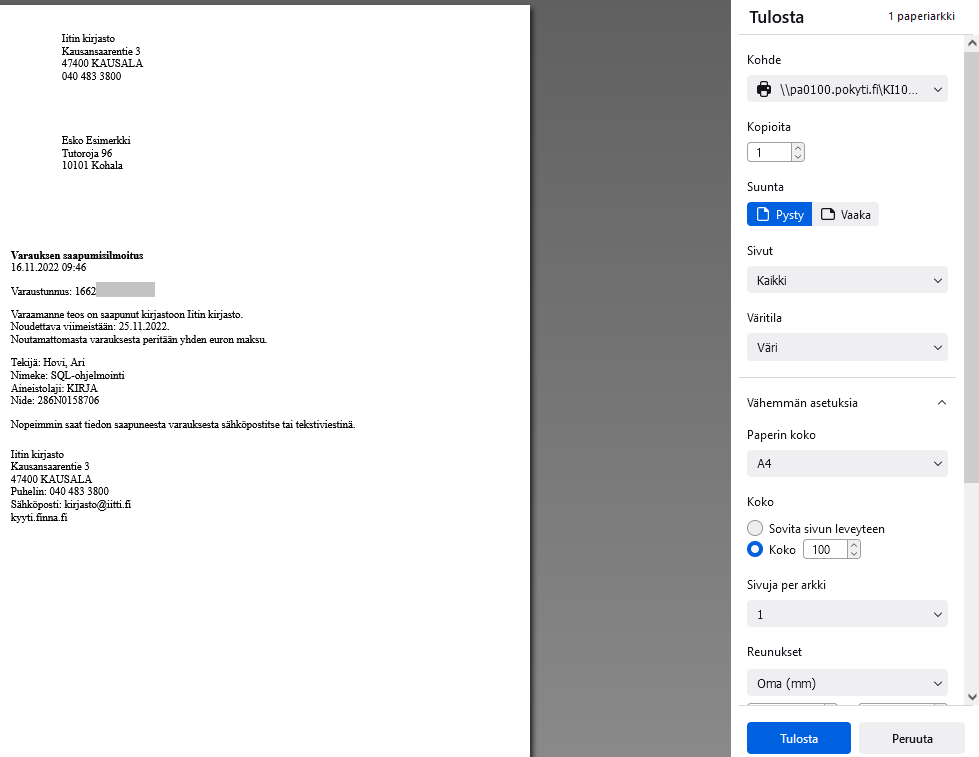 Iitin kirjasto
Kausansaarentie 3
47400 KAUSALA
040 483 3800
Esko Esimerkki
Tutoroja 96
10101 Kohala
Varauksen saapumisilmoitus
16.11.2022 09:46
Varaustunnus: 1662
Varaamanne teos on saapunut kirjastoon Iitin kirjasto.
Noudettava viimeistään: 25.11.2022.
Noutamattomasta varauksesta peritään yhden euron maksu.
Tekijä: Hovi, Ari
Nimeke: SQL-ohjelmointi
Aineistolaji: KIRJA
Nide: 286N0158706
Nopeimmin saat tiedon saapuneesta varauksesta sähköpostitse tai tekstiviestinä.
Iitin kirjasto
Kausansaarentie 3
47400 KAUSALA
Puhelin: 040 483 3800
Sähköposti: kirjasto@iitti.fi
kyyti.finna.fi
Tulosta 1 paperiarkki
Kohde
\\pa0100.pokyti.fi\KI10...
Kopioita
1
Suunta
Pysty Vaaka
Sivut
Kaikki
Väritila
Väri
Vähemmän asetuksia
Paperin koko
A4
Koko
Sovita sivun leveyteen
Koko 100
Sivuja per arkki
1
Reunukset
Oma (mm)
Tulosta Peruuta